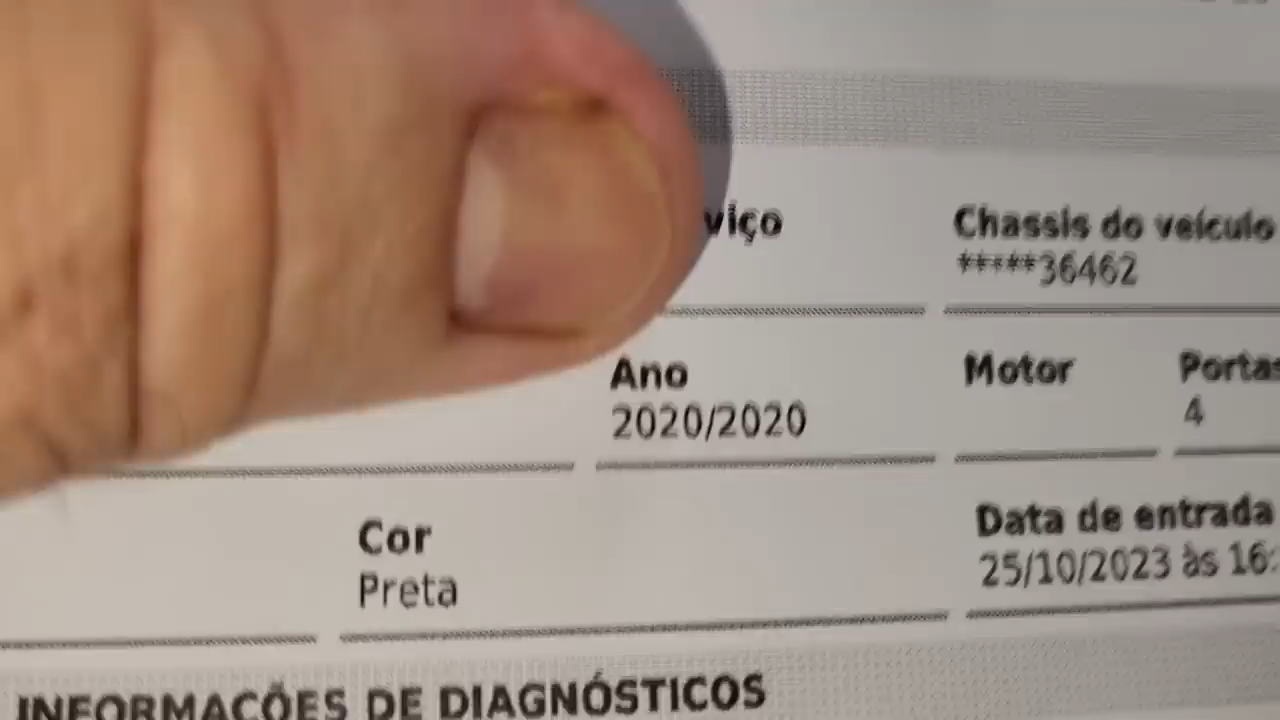 viço
Chassis do veículo
*****36462
Ano
2020/2020
Motor
Portas
4
Cor
Preta
Data de entrada
25/10/2023 às 16:
INFORMAÇÕES DE DIAGNÓSTICOS